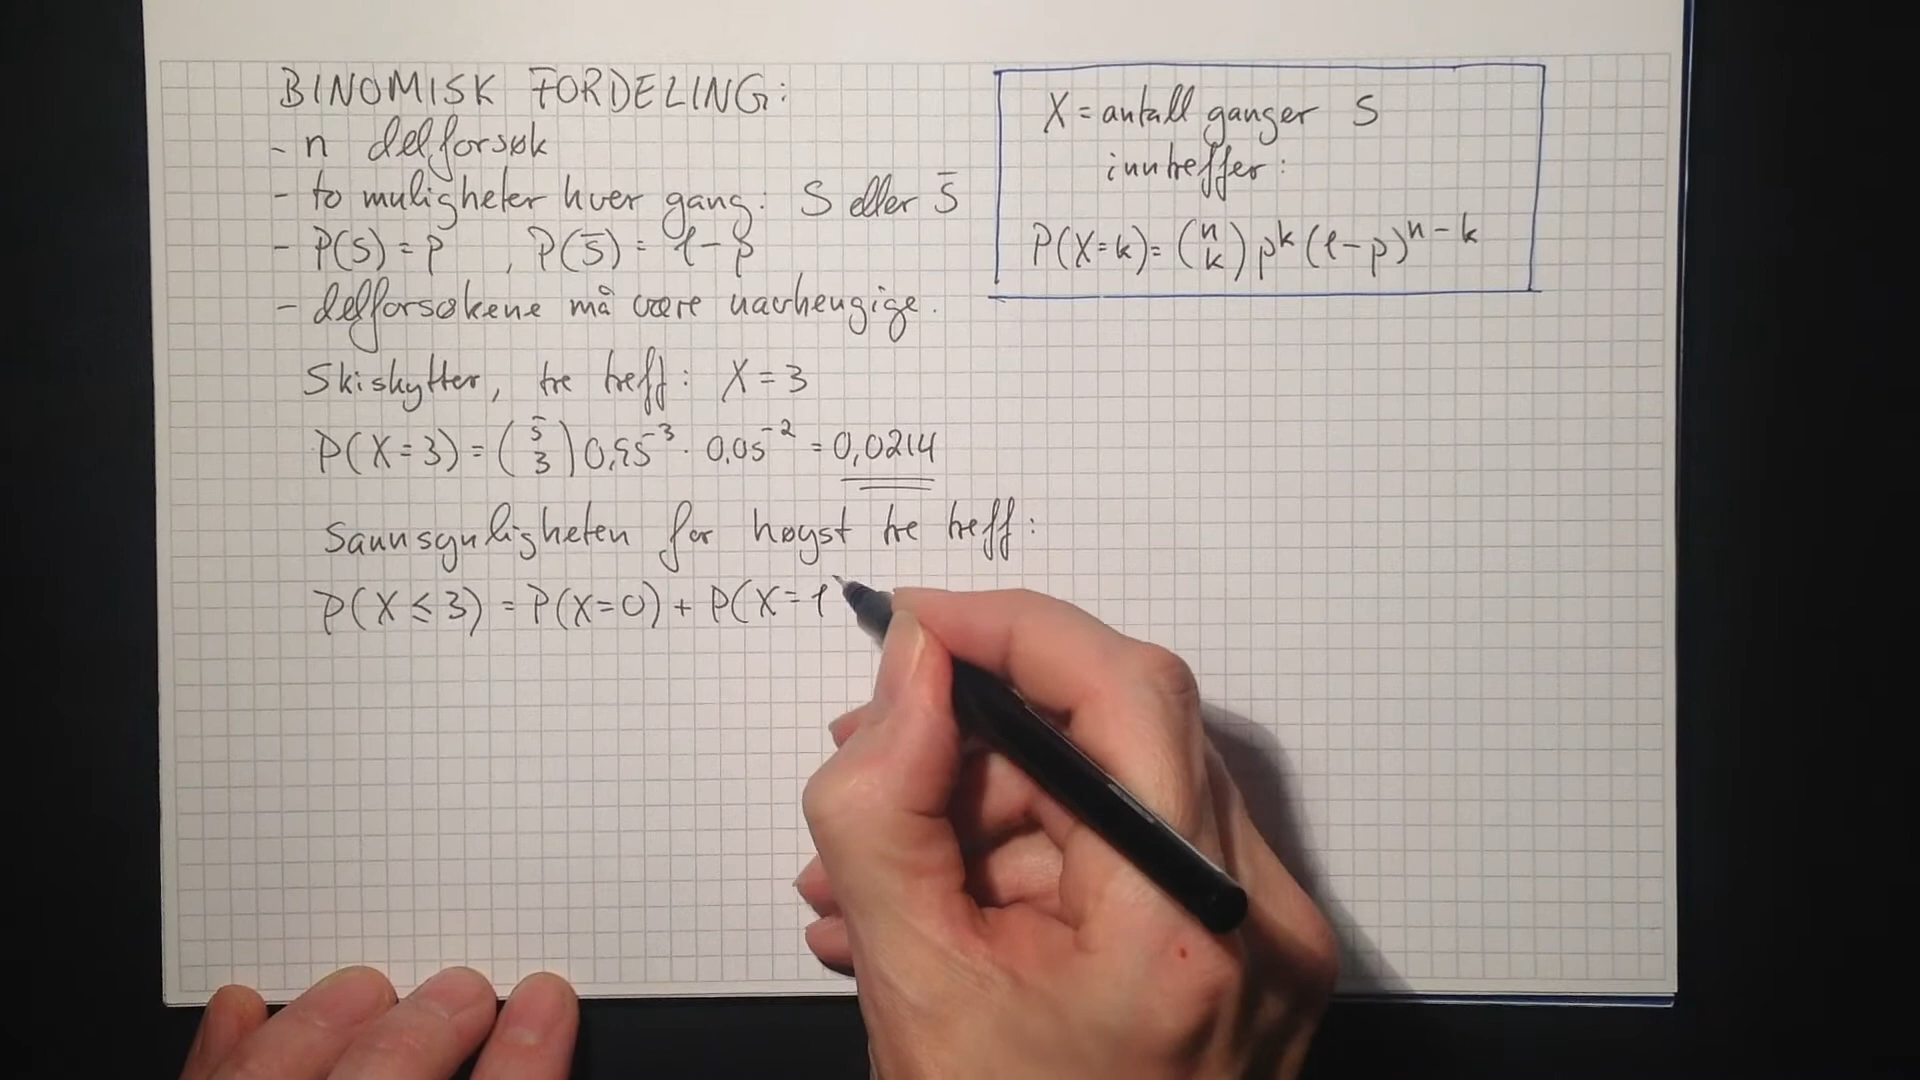 BINOMISK FORDELING:
- n delforsøk
- to muligheter hver gang: S eller S̅
- P(S) = p , P(S̅) = 1-p
- delforsøkene må være uavhengige.
X = antall ganger S
inntreffer:
P(X=k) = (n k) p^k (1-p)^(n-k)
Skiskytter, tre treff: X = 3
P(X=3) = (5 3) 0,95^3 · 0,05^2 = 0,0214
Sannsynligheten for høyst tre treff:
P(X ≤ 3) = P(X=0) + P(X=1